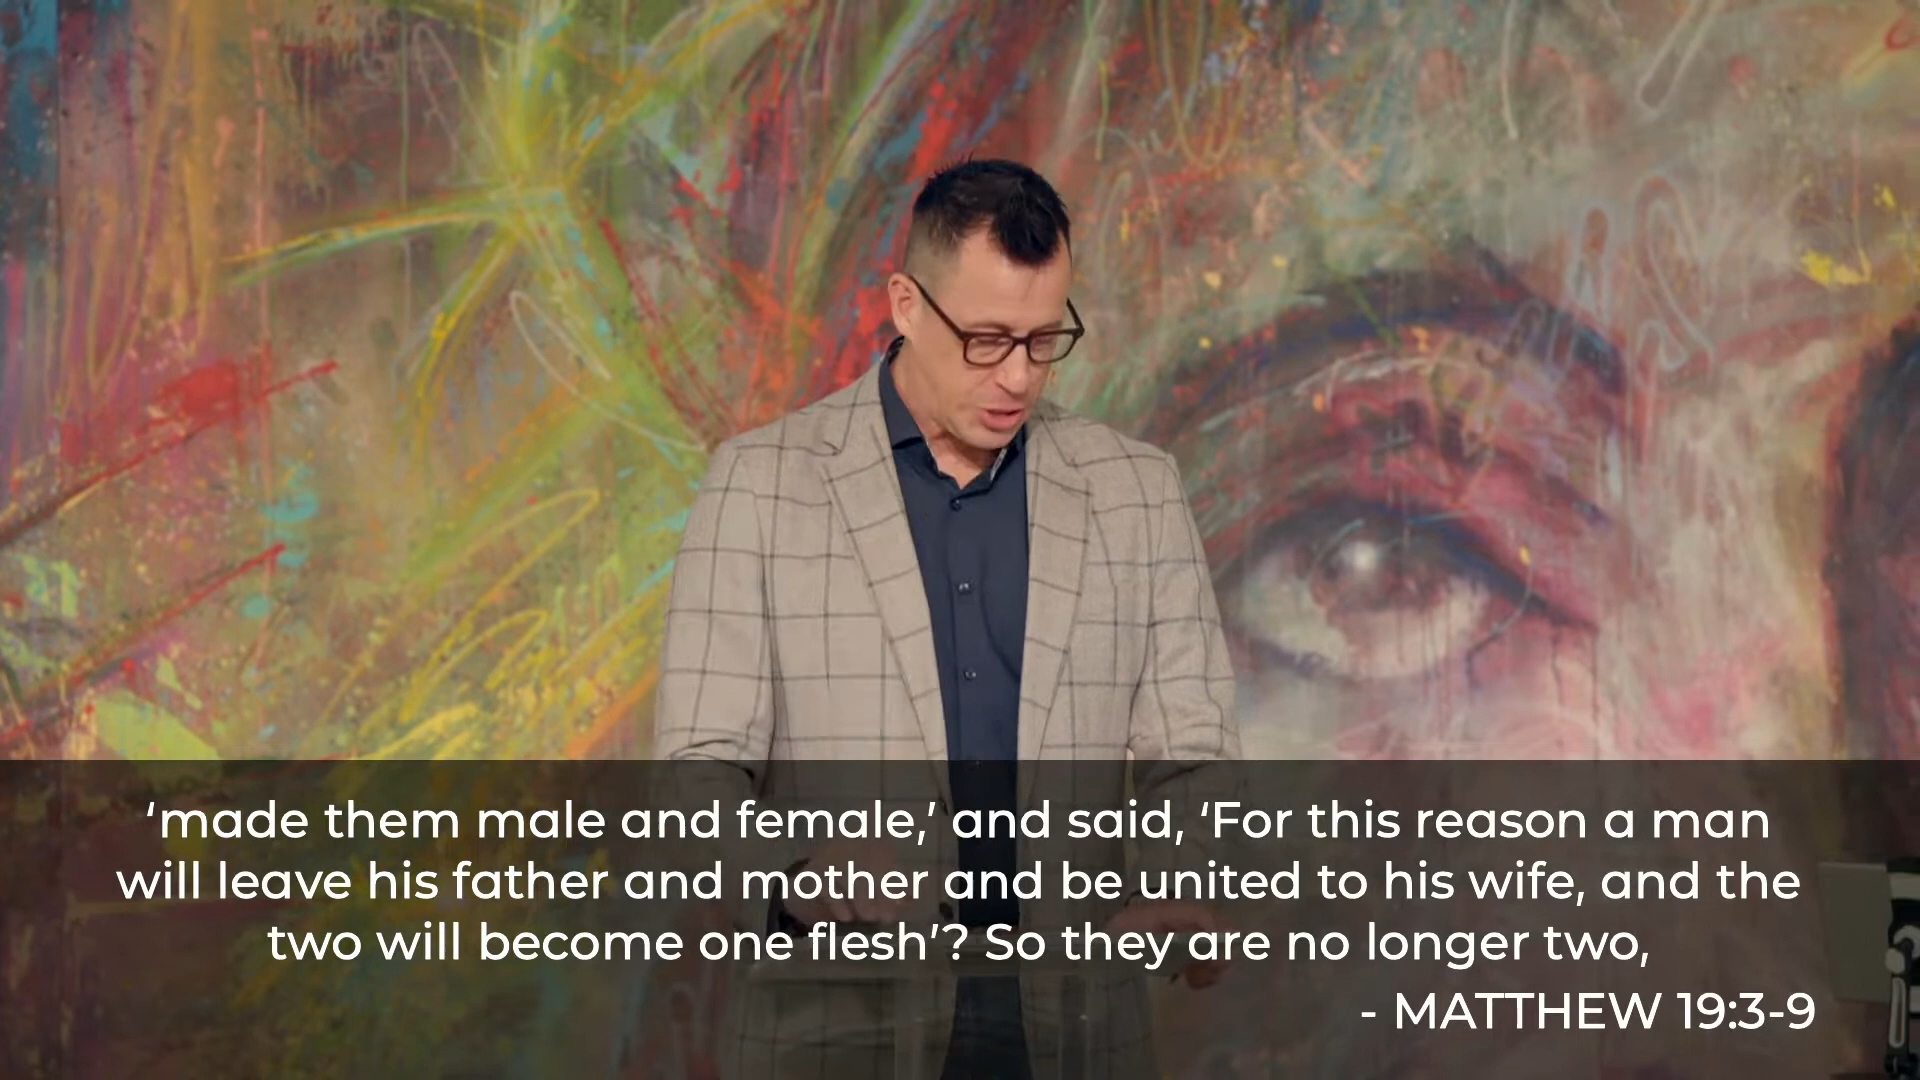 ‘made them male and female,’ and said, ‘For this reason a man
will leave his father and mother and be united to his wife, and the
two will become one flesh’? So they are no longer two,
- MATTHEW 19:3-9